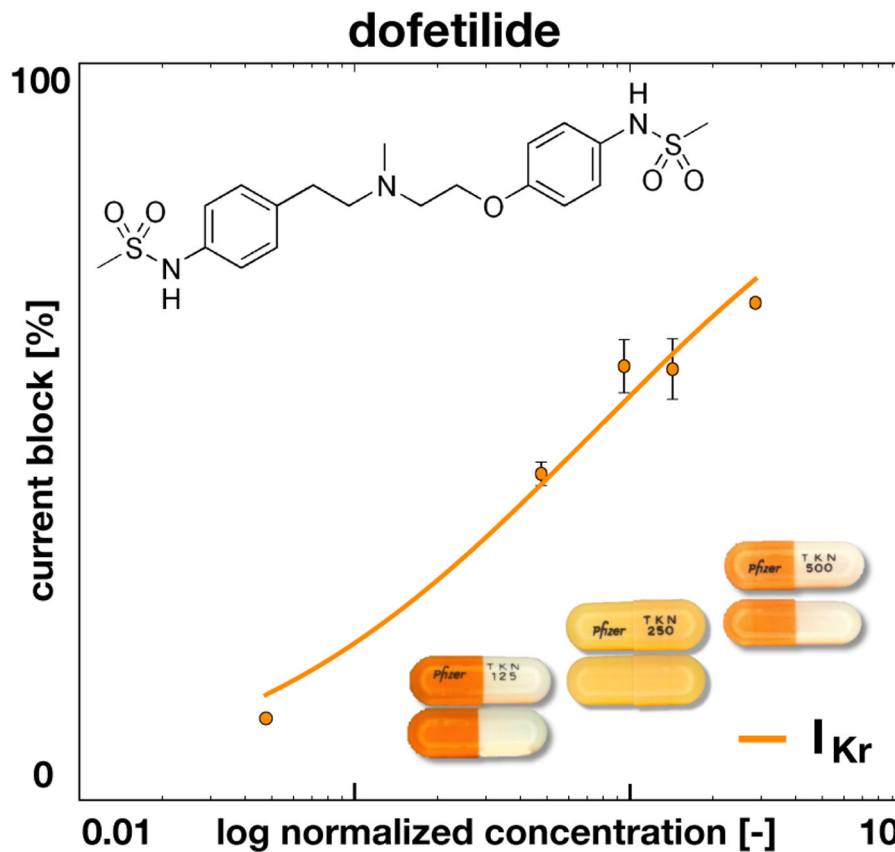 dofetilide
100
H
N
S
O O
N
O
O O
S
N
H
current block [%]
Pfizer TKN 500
Pfizer TKN 250
Pfizer TKN 125
I Kr
0
0.01 log normalized concentration [-] 10